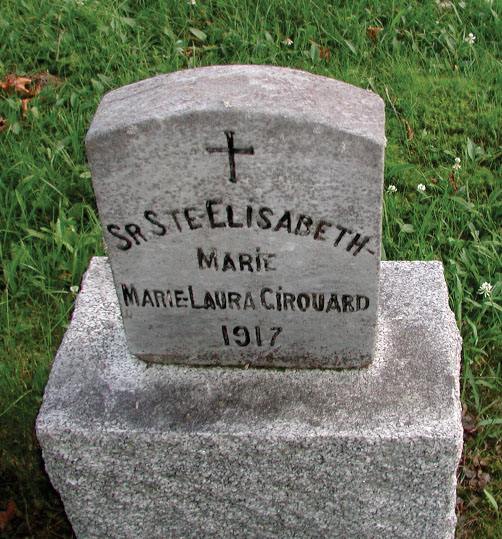 SR. STE-ELISABETH-
MARIE
MARIE-LAURA GIROUARD
1917